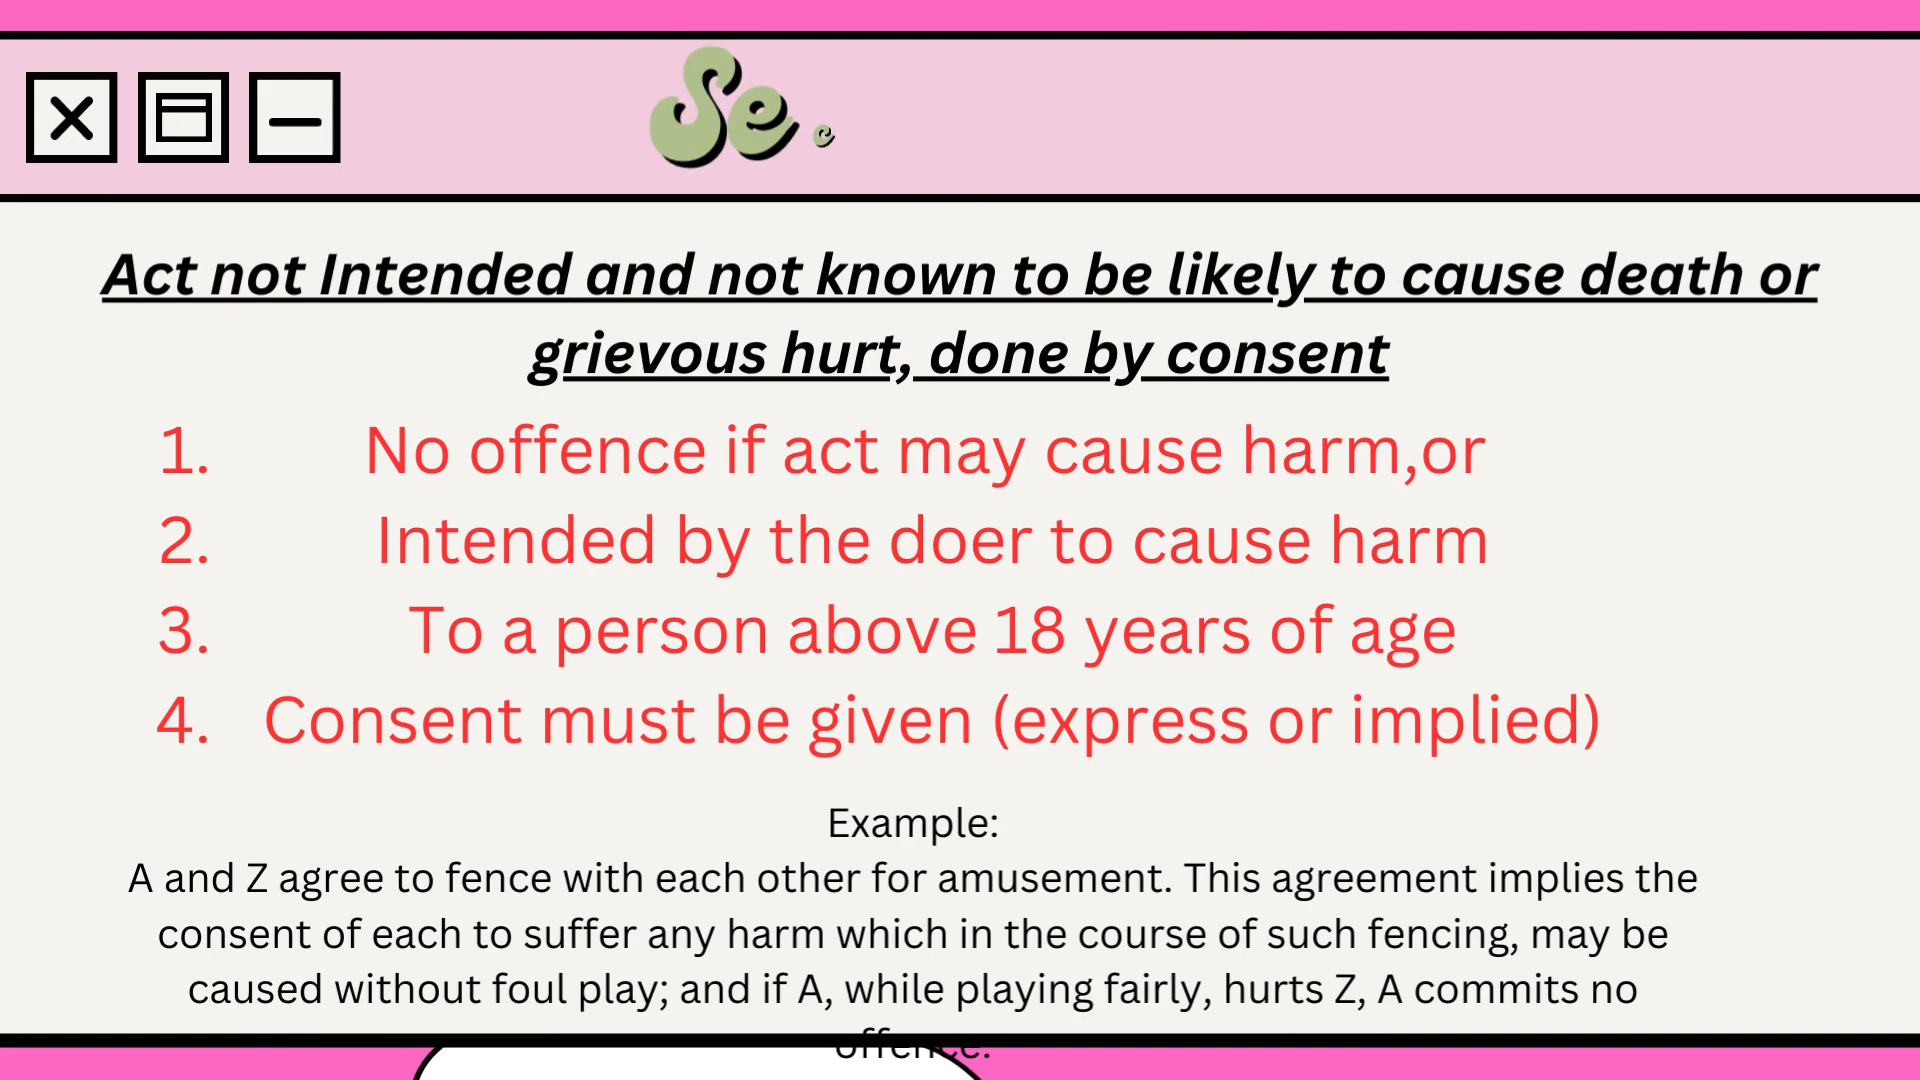 Se e
Act not Intended and not known to be likely to cause death or
grievous hurt, done by consent
1. No offence if act may cause harm,or
2. Intended by the doer to cause harm
3. To a person above 18 years of age
4. Consent must be given (express or implied)
Example:
A and Z agree to fence with each other for amusement. This agreement implies the
consent of each to suffer any harm which in the course of such fencing, may be
caused without foul play; and if A, while playing fairly, hurts Z, A commits no
offence.